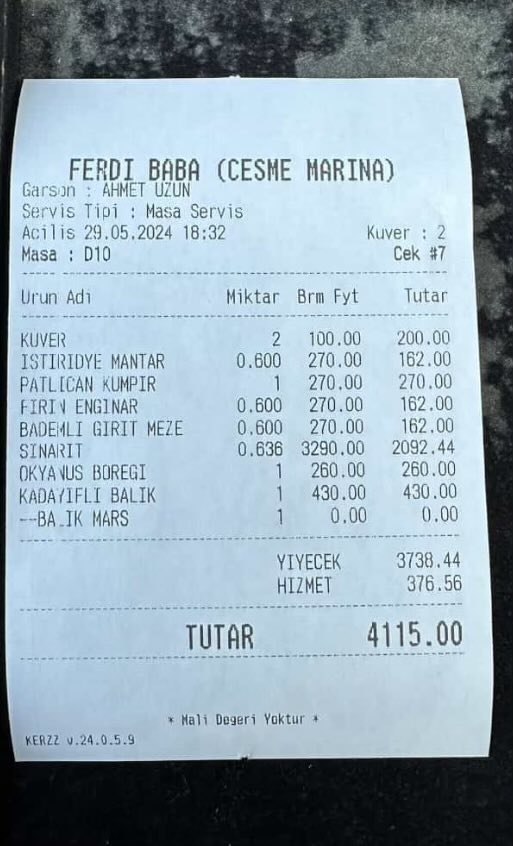 FERDI BABA (CESME MARINA)
Garson : AHMET UZUN
Servis Tipi : Masa Servis
Acilis 29.05.2024 18:32 Kuver : 2
Masa : D10 Cek #7
Urun Adi Miktar Brm Fyt Tutar
KUVER 2 100.00 200.00
ISTIRIDYE MANTAR 0.600 270.00 162.00
PATLICAN KUMPIR 1 270.00 270.00
FIRIN ENGINAR 0.600 270.00 162.00
BADEMLI GIRIT MEZE 0.600 270.00 162.00
SINARIT 0.636 3290.00 2092.44
OKYANUS BOREGI 1 260.00 260.00
KADAYIFLI BALIK 1 430.00 430.00
--BALIK MARS 1 0.00 0.00
YIYECEK 3738.44
HIZMET 376.56
TUTAR 4115.00
* Mali Degeri Yoktur *
KERZZ v.24.0.5.9